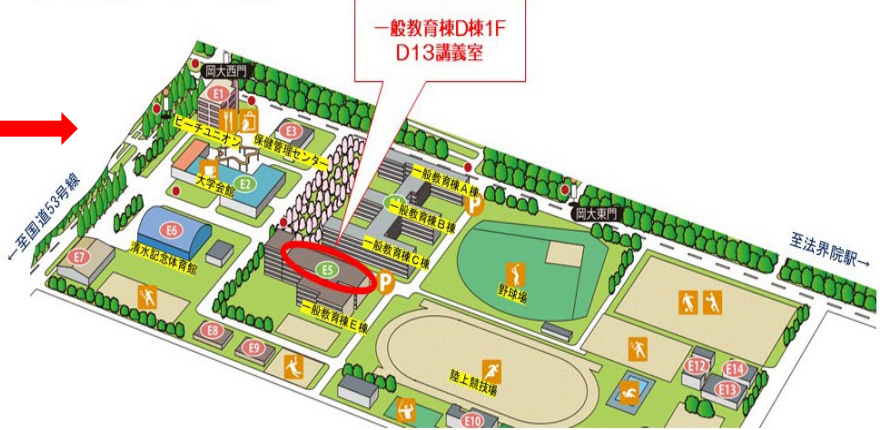 一般教育棟D棟1F
D13講義室
岡大西門
E1
ピーチユニオン
E3
保健管理センター
大学会館
E2
一般教育棟A棟
一般教育棟B棟
一般教育棟C棟
P
岡大東門
←至国道53号線
至法界院駅→
E6
清水記念体育館
E7
E5
P
一般教育棟E棟
野球場
E8
E9
陸上競技場
E10
E12
E14
E13